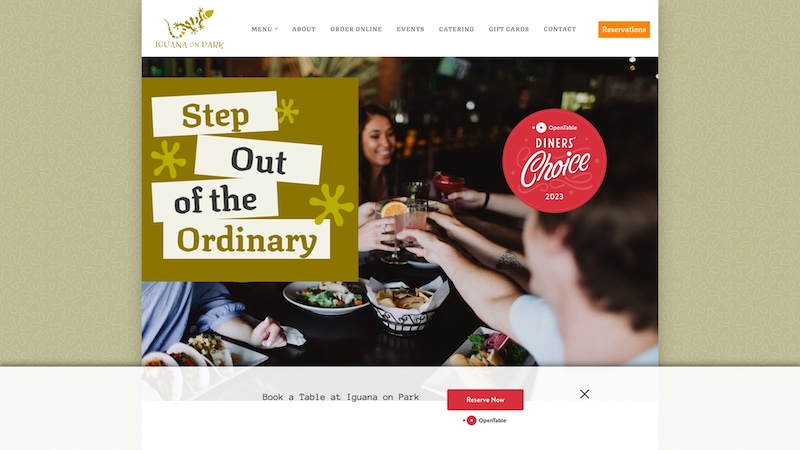 IGUANA ON PARK
MENU
ABOUT
ORDER ONLINE
EVENTS
CATERING
GIFT CARDS
CONTACT
Reservations
Step
Out
of the
Ordinary
OpenTable
DINERS'
Choice
2023
Book a Table at Iguana on Park
Reserve Now
OpenTable